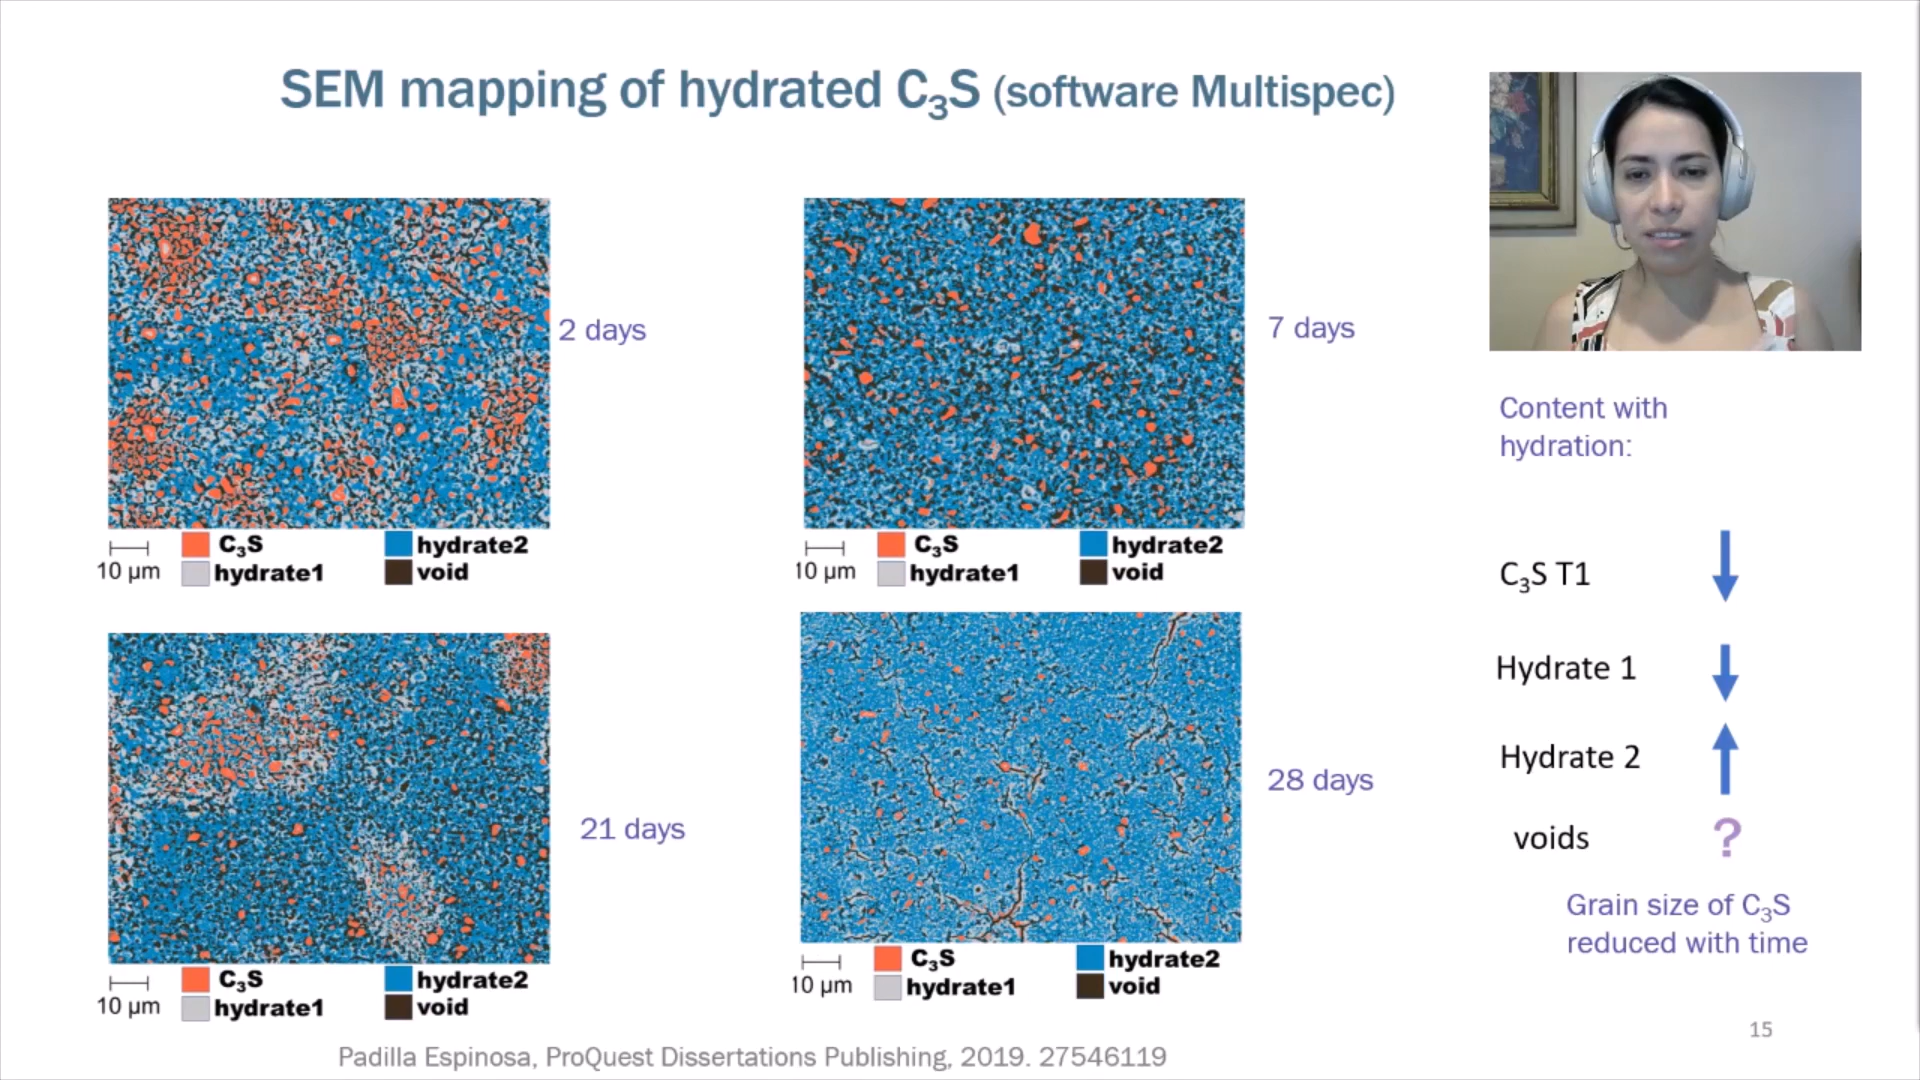 SEM mapping of hydrated C₃S (software Multispec)
2 days
C₃S
hydrate2
10 µm
hydrate1
void
7 days
C₃S
hydrate2
10 µm
hydrate1
void
21 days
C₃S
hydrate2
10 µm
hydrate1
void
28 days
C₃S
hydrate2
10 µm
hydrate1
void
Content with
hydration:
C₃S T1
Hydrate 1
Hydrate 2
voids ?
Grain size of C₃S
reduced with time
15
Padilla Espinosa, ProQuest Dissertations Publishing, 2019. 27546119